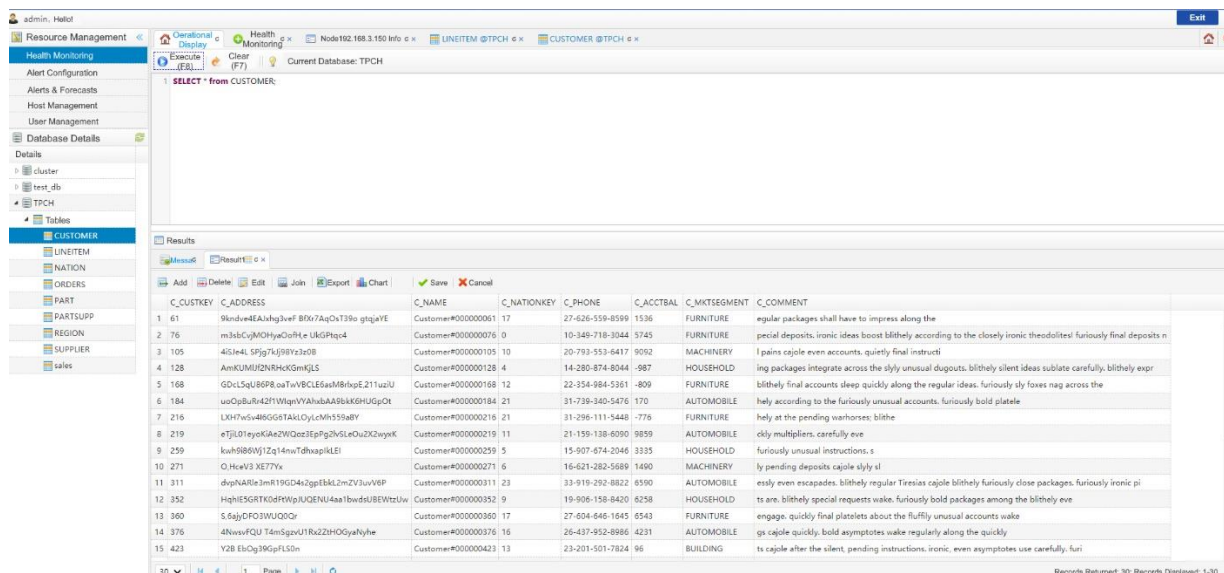 admin, Hello!
Exit
Resource Management
Oerational Display
Health Monitoring
Node192.168.3.150 Info
LINEITEM @TPCH
CUSTOMER @TPCH
Health Monitoring
Alert Configuration
Alerts & Forecasts
Host Management
User Management
Database Details
Details
cluster
test_db
TPCH
Tables
CUSTOMER
LINEITEM
NATION
ORDERS
PART
PARTSUPP
REGION
SUPPLIER
sales
Execute (F8)
Clear (F7)
Current Database: TPCH
1 SELECT * from CUSTOMER;
Results
Result1
Add Delete Edit Join Export Chart Save Cancel
C_CUSTKEY C_ADDRESS C_NAME C_NATIONKEY C_PHONE C_ACCTBAL C_MKTSEGMENT C_COMMENT
1 61 Customer#000000061 17 27-626-559-8599 1536 FURNITURE egular packages shall have to impress along the
2 76 Customer#000000076 0 10-349-718-3044 5745 FURNITURE pecial deposits. ironic ideas boost blithely according to the closely ironic theodolites! furiously final deposits n
3 105 Customer#000000105 10 20-793-553-6417 9092 MACHINERY l pains cajole even accounts. quietly final instructi
4 128 AmKUMlJf2NRHcKGmKjLS Customer#000000128 4 14-280-874-8044 -987 HOUSEHOLD ing packages integrate across the slyly unusual dugouts. blithely silent ideas sublate carefully. blithely expr
5 168 Customer#000000168 12 22-354-984-5361 -809 FURNITURE blithely final accounts sleep quickly along the regular ideas. furiously sly foxes nag across the
6 184 Customer#000000184 21 31-739-340-5476 170 AUTOMOBILE hely according to the furiously unusual accounts. furiously bold platele
7 216 Customer#000000216 21 31-296-111-5448 -776 FURNITURE hely at the pending warhorses; blithe
8 219 Customer#000000219 11 21-159-138-6090 9859 AUTOMOBILE ckly multipliers. carefully eve
9 259 Customer#000000259 5 15-907-674-2046 3335 HOUSEHOLD furiously unusual instructions. s
10 271 O,HceV3 XE77Yx Customer#000000271 6 16-621-282-5689 1490 MACHINERY ly pending deposits cajole slyly sl
11 311 Customer#000000311 23 33-919-292-8822 6590 AUTOMOBILE essly even escapades. blithely regular Tiresias cajole blithely furiously close packages. furiously ironic pi
12 352 Customer#000000352 9 19-906-158-8420 6258 HOUSEHOLD ts are. blithely special requests wake. furiously bold packages among the blithely eve
13 360 S,6ajyDFO3WUQ0Qr Customer#000000360 17 27-604-646-1645 6543 FURNITURE engage. quickly final platelets about the fluffily unusual accounts wake
14 376 Customer#000000376 16 26-437-952-8986 4231 AUTOMOBILE gs cajole quickly. bold asymptotes wake regularly along the quickly
15 423 Y2B EbOg39GpFLS0n Customer#000000423 13 23-201-501-7824 96 BUILDING ts cajole after the silent, pending instructions. ironic, even asymptotes use carefully. furi
30 1 Page
Records Returned: 30; Records Displayed: 1-30